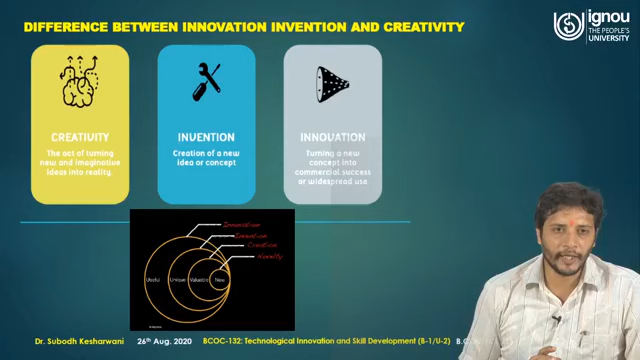 DIFFERENCE BETWEEN INNOVATION INVENTION AND CREATIVITY
ignou
THE PEOPLE'S
UNIVERSITY
CREATIVITY
The act of turning
new and imaginative
ideas into reality.
INVENTION
Creation of a new
idea or concept
INNOVATION
Turning a new
concept into
commercial success
or widespread use
Innovation
Invention
Creation
Novelty
Useful
Unique
Valuable
New
Dr. Subodh Kesharwani
26th Aug. 2020
BCOC-132: Technological Innovation and Skill Development (B-1/U-2)